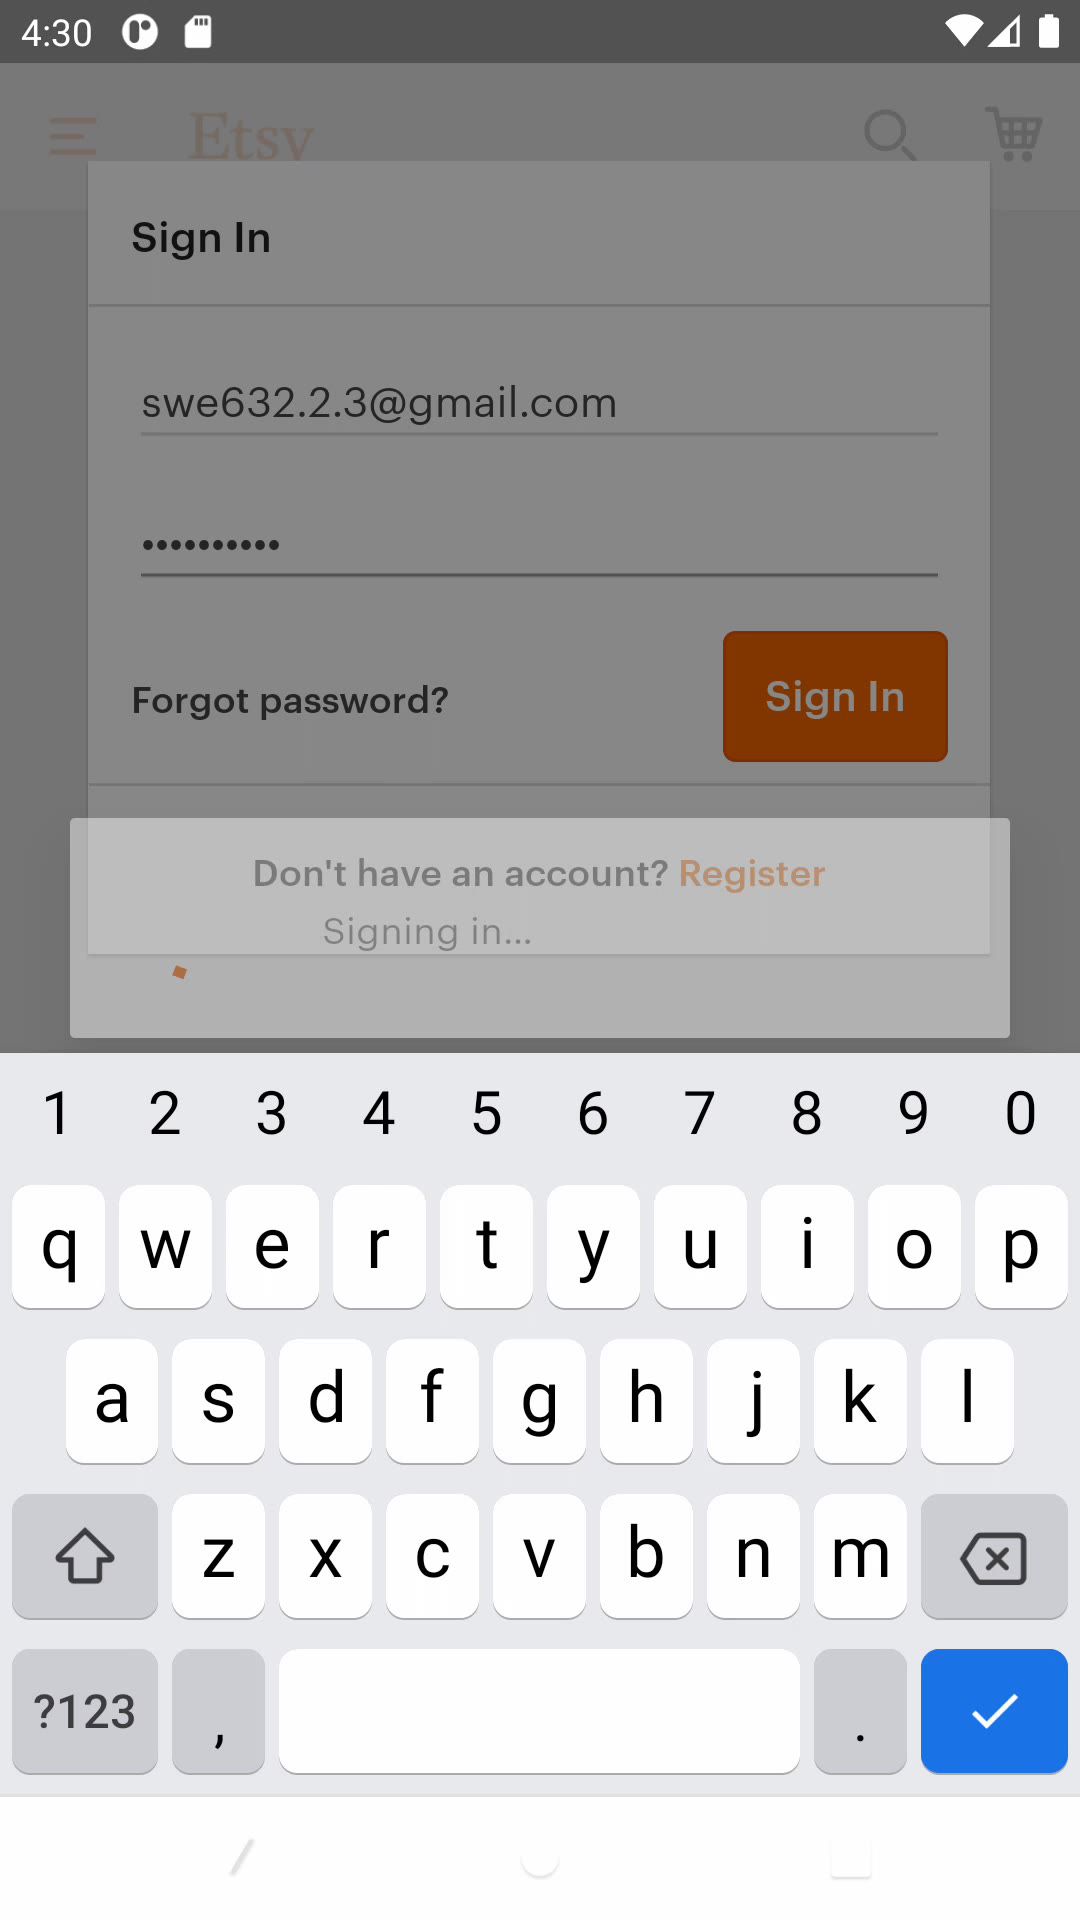 4:30
Etsy
Sign In
swe632.2.3@gmail.com
••••••••••
Forgot password?
Sign In
Don't have an account? Register
Signing in...
1 2 3 4 5 6 7 8 9 0
q w e r t y u i o p
a s d f g h j k l
z x c v b n m
?123 , .